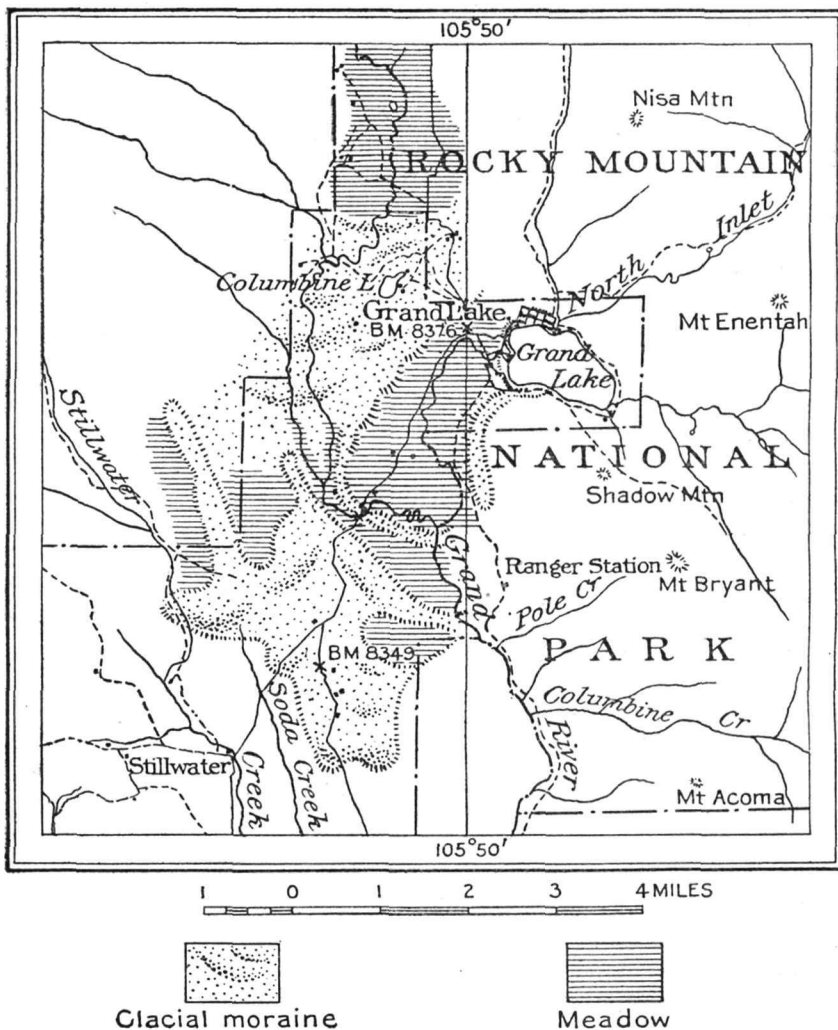 105°50'
Nisa Mtn
ROCKY MOUNTAIN
North Inlet
Columbine L.
Grand Lake
BM 8376
Mt Enentah
Grand
Lake
Stillwater
NATIONAL
Shadow Mtn
Ranger Station
Mt Bryant
Pole Cr
Grand
PARK
BM 8349
Columbine Cr
Soda Creek
River
Stillwater
Creek
Mt Acoma
105°50'
1 0 1 2 3 4 MILES
Glacial moraine
Meadow